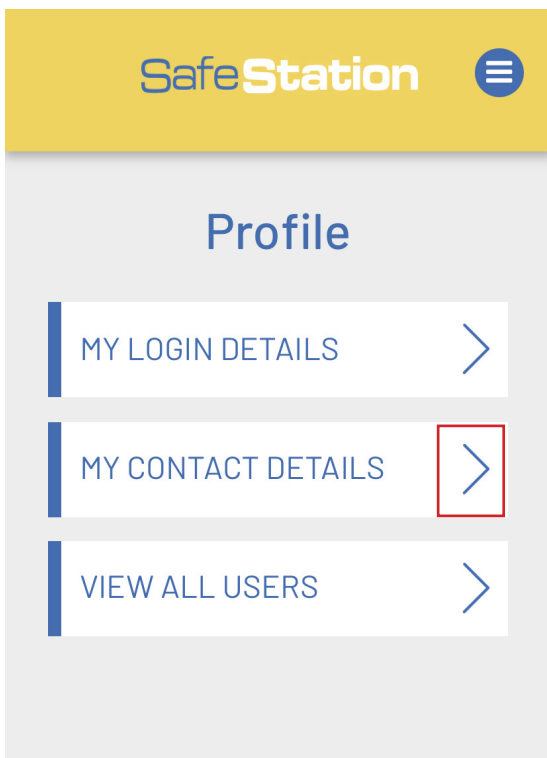 SafeStation
Profile
MY LOGIN DETAILS
MY CONTACT DETAILS
VIEW ALL USERS